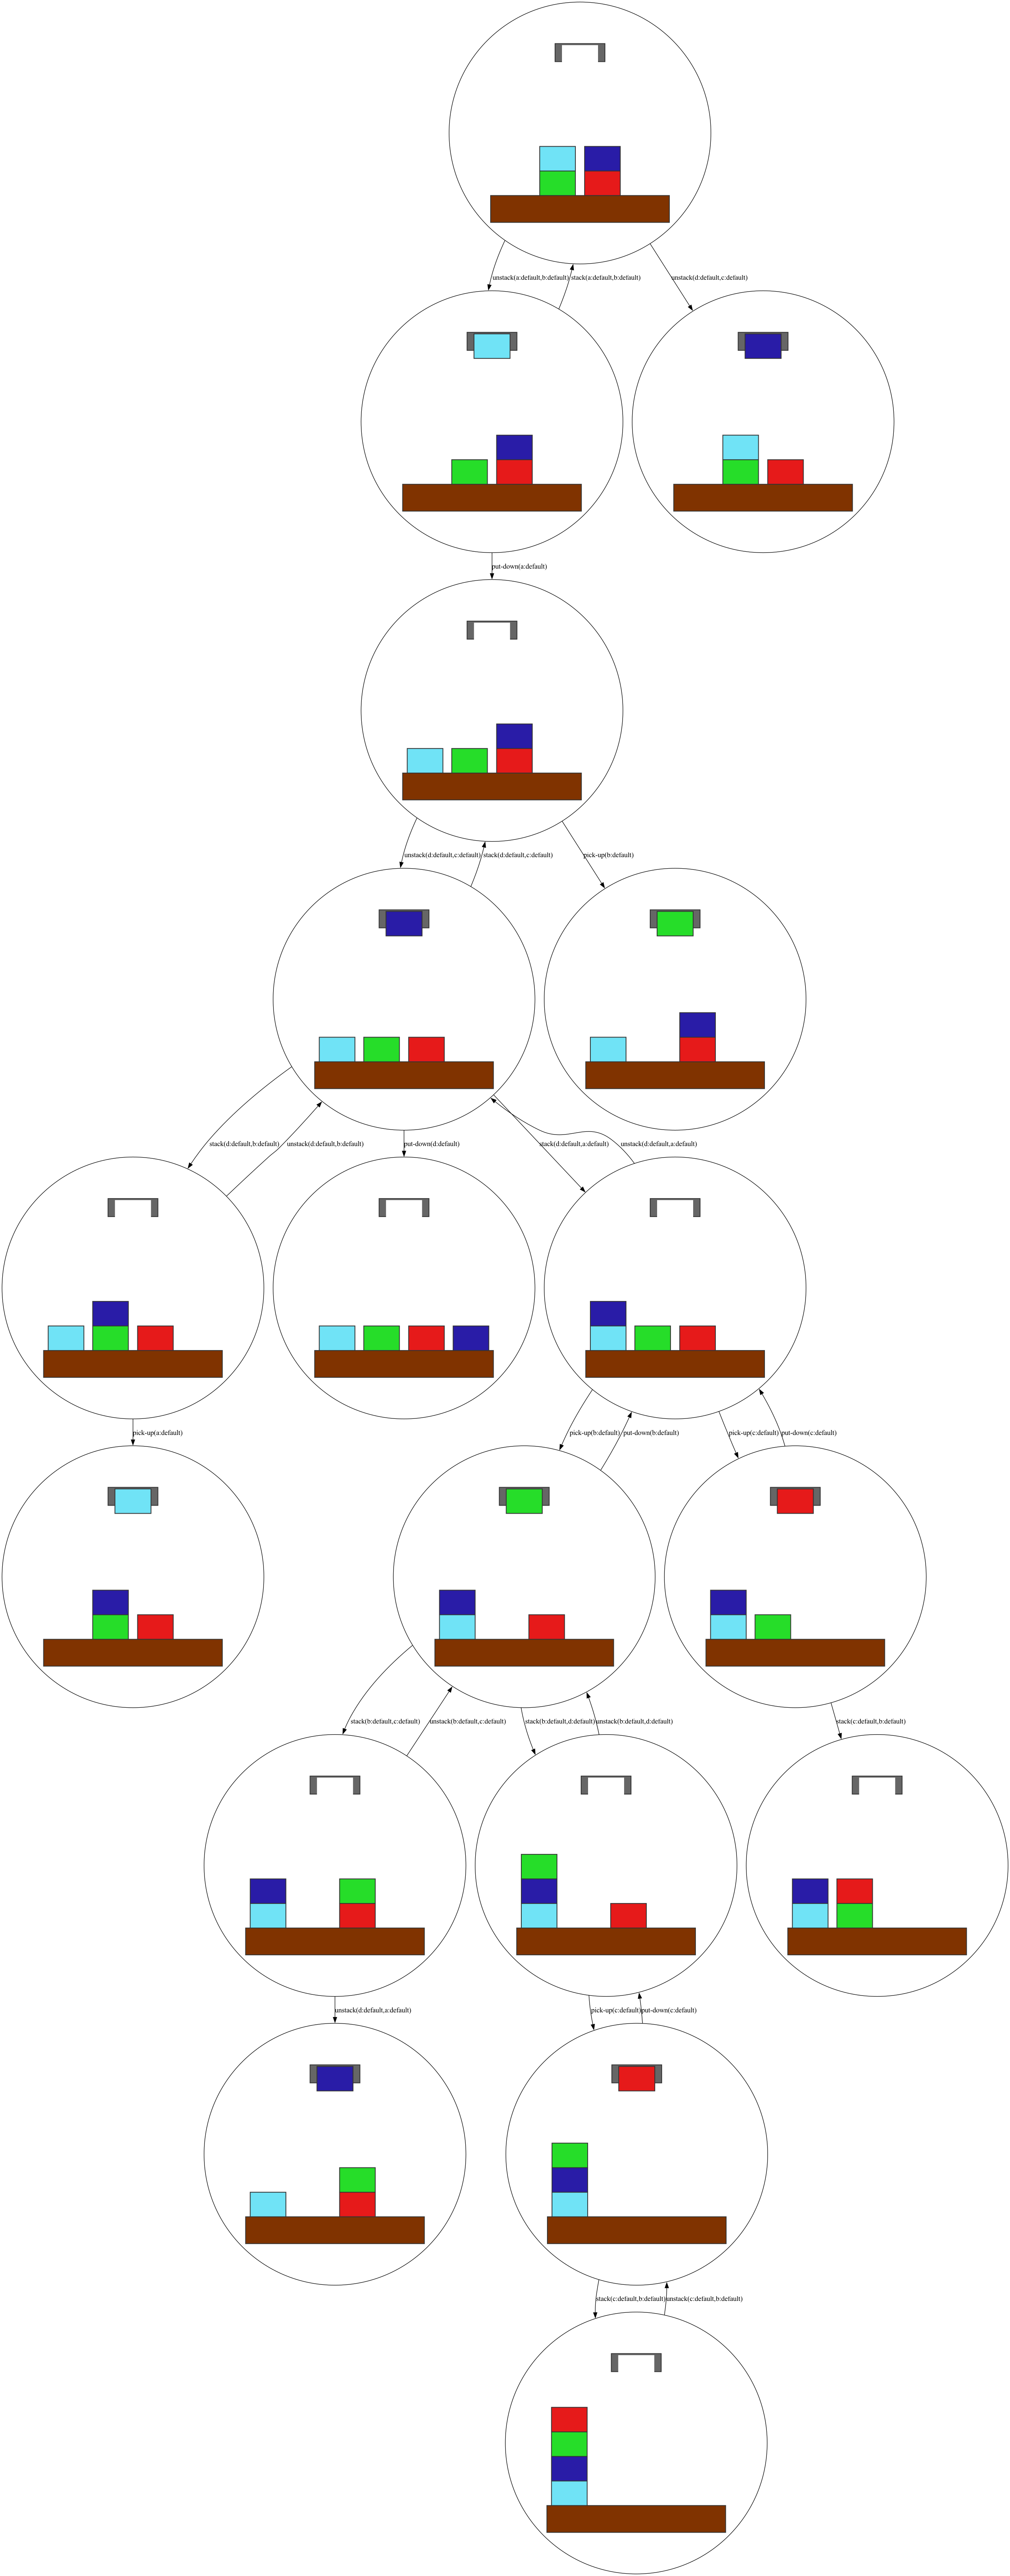 unstack(a:default,b:default)
stack(a:default,b:default)
unstack(d:default,c:default)
put-down(a:default)
unstack(d:default,c:default)
stack(d:default,c:default)
pick-up(b:default)
stack(d:default,b:default)
unstack(d:default,b:default)
put-down(d:default)
stack(d:default,a:default)
unstack(d:default,a:default)
pick-up(a:default)
pick-up(b:default)
put-down(b:default)
pick-up(c:default)
put-down(c:default)
stack(b:default,c:default)
unstack(b:default,c:default)
stack(b:default,d:default)
unstack(b:default,d:default)
stack(c:default,b:default)
unstack(d:default,a:default)
pick-up(c:default)
put-down(c:default)
stack(c:default,b:default)
unstack(c:default,b:default)